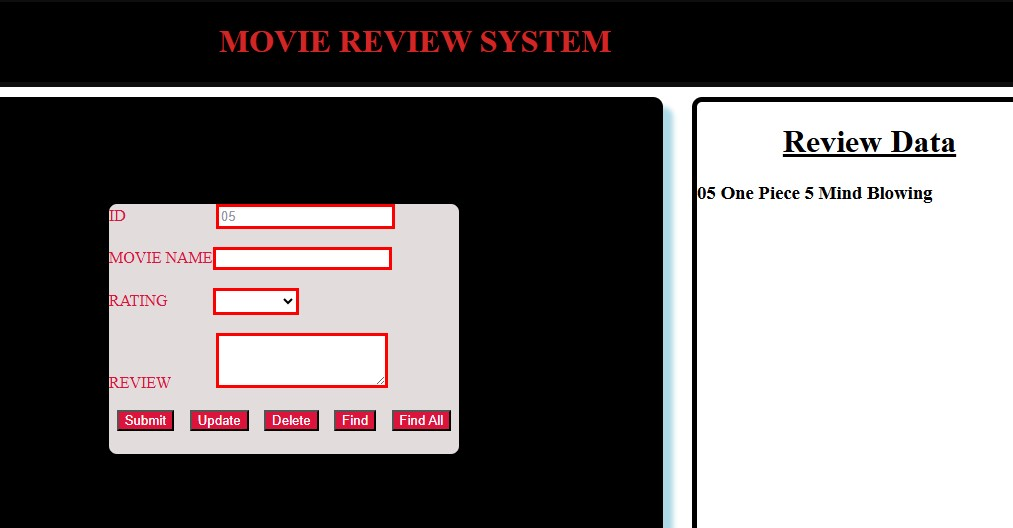 MOVIE REVIEW SYSTEM
ID 05
MOVIE NAME
RATING
REVIEW
Submit Update Delete Find Find All
Review Data
05 One Piece 5 Mind Blowing